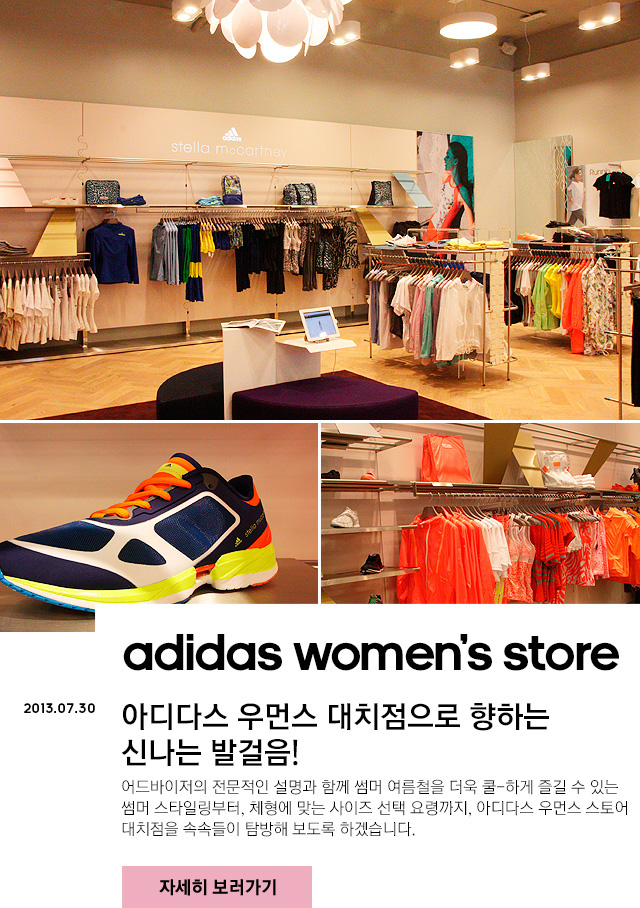 adidas
stella mccartney
Runni
stella mccartney
adidas women's store
2013.07.30
아디다스 우먼스 대치점으로 향하는
신나는 발걸음!
어드바이저의 전문적인 설명과 함께 썸머 여름철을 더욱 쿨-하게 즐길 수 있는
썸머 스타일링부터, 체형에 맞는 사이즈 선택 요령까지, 아디다스 우먼스 스토어
대치점을 속속들이 탐방해 보도록 하겠습니다.
자세히 보러가기